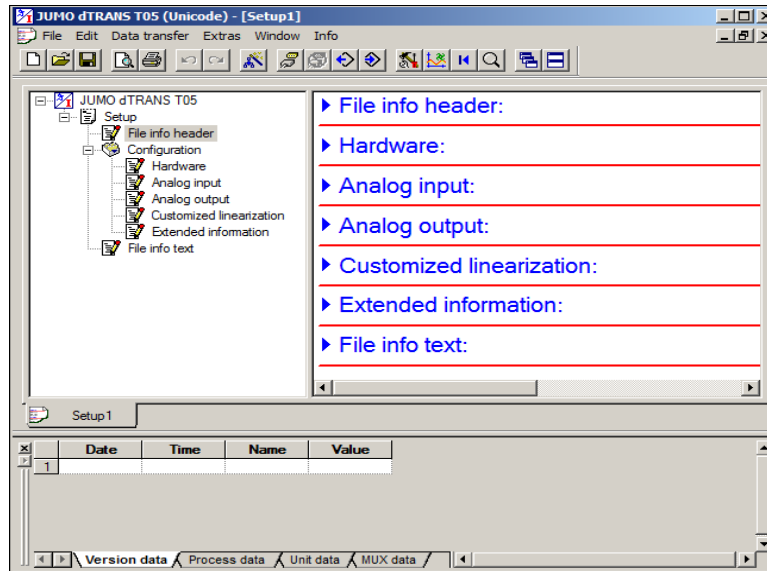 JUMO dTRANS T05 (Unicode) - [Setup1]
File Edit Data transfer Extras Window Info
JUMO dTRANS T05
Setup
File info header
Configuration
Hardware
Analog input
Analog output
Customized linearization
Extended information
File info text
File info header:
Hardware:
Analog input:
Analog output:
Customized linearization:
Extended information:
File info text:
Setup1
Date Time Name Value
1
Version data Process data Unit data MUX data